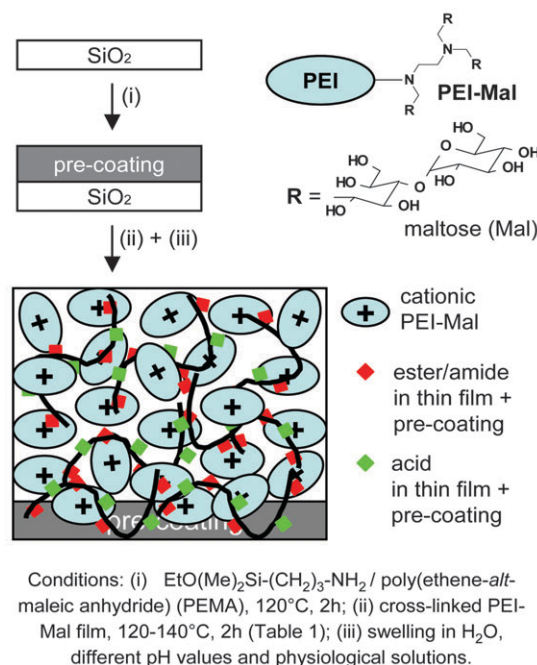 SiO₂
(i)
pre-coating
SiO₂
(ii) + (iii)
PEI
N
N
R
R
R
PEI-Mal
R =
HO
HO
HO
O
OH
HO
HO
O
O
HO
OH
OH
OH
maltose (Mal)
+
pre-coating
+ cationic
PEI-Mal
ester/amide
in thin film +
pre-coating
acid
in thin film +
pre-coating
Conditions: (i) EtO(Me)₂Si-(CH₂)₃-NH₂ / poly(ethene-alt-
maleic anhydride) (PEMA), 120°C, 2h; (ii) cross-linked PEI-
Mal film, 120-140°C, 2h (Table 1); (iii) swelling in H₂O,
different pH values and physiological solutions.